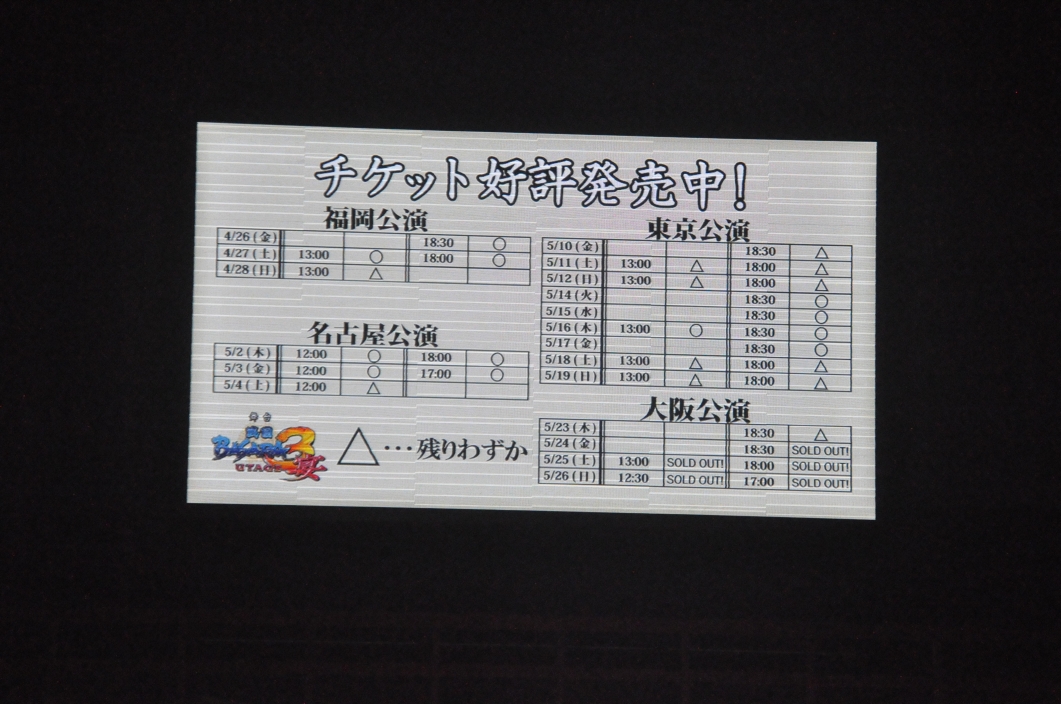 チケット好評発売中!
福岡公演
4/26(金) 18:30 ○
4/27(土) 13:00 ○ 18:00 ○
4/28(日) 13:00 △
名古屋公演
5/2(木) 12:00 ○ 18:00 ○
5/3(金) 12:00 ○ 17:00 ○
5/4(土) 12:00 △
東京公演
5/10(金) 18:30 △
5/11(土) 13:00 △ 18:00 △
5/12(日) 13:00 △ 18:00 △
5/14(火) 18:30 ○
5/15(水) 18:30 ○
5/16(木) 13:00 ○ 18:30 ○
5/17(金) 18:30 ○
5/18(土) 13:00 △ 18:00 △
5/19(日) 13:00 △ 18:00 △
大阪公演
5/23(木) 18:30 △
5/24(金) 18:30 SOLD OUT!
5/25(土) 13:00 SOLD OUT! 18:00 SOLD OUT!
5/26(日) 12:30 SOLD OUT! 17:00 SOLD OUT!
BASARA 3 宴
UTAGE
△…残りわずか